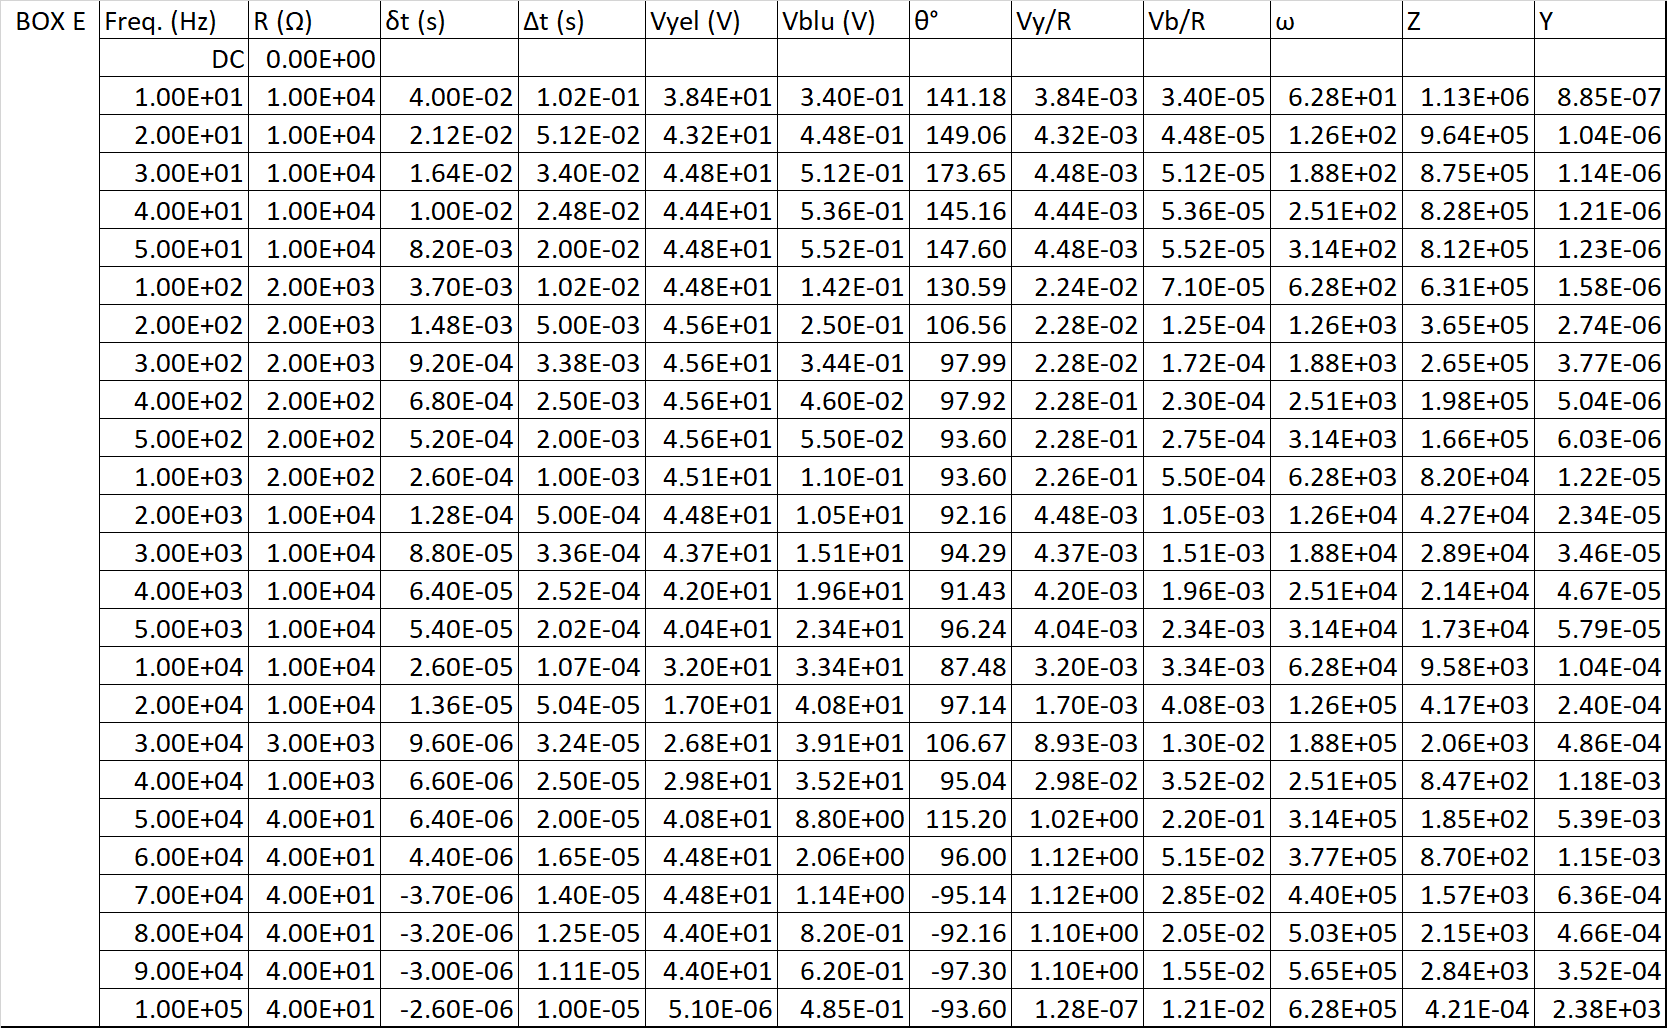 BOX E Freq. (Hz) R (Ω) δt (s) Δt (s) Vyel (V) Vblu (V) θ° Vy/R Vb/R ω Z Y
DC 0.00E+00
1.00E+01 1.00E+04 4.00E-02 1.02E-01 3.84E+01 3.40E-01 141.18 3.84E-03 3.40E-05 6.28E+01 1.13E+06 8.85E-07
2.00E+01 1.00E+04 2.12E-02 5.12E-02 4.32E+01 4.48E-01 149.06 4.32E-03 4.48E-05 1.26E+02 9.64E+05 1.04E-06
3.00E+01 1.00E+04 1.64E-02 3.40E-02 4.48E+01 5.12E-01 173.65 4.48E-03 5.12E-05 1.88E+02 8.75E+05 1.14E-06
4.00E+01 1.00E+04 1.00E-02 2.48E-02 4.44E+01 5.36E-01 145.16 4.44E-03 5.36E-05 2.51E+02 8.28E+05 1.21E-06
5.00E+01 1.00E+04 8.20E-03 2.00E-02 4.48E+01 5.52E-01 147.60 4.48E-03 5.52E-05 3.14E+02 8.12E+05 1.23E-06
1.00E+02 2.00E+03 3.70E-03 1.02E-02 4.48E+01 1.42E-01 130.59 2.24E-02 7.10E-05 6.28E+02 6.31E+05 1.58E-06
2.00E+02 2.00E+03 1.48E-03 5.00E-03 4.56E+01 2.50E-01 106.56 2.28E-02 1.25E-04 1.26E+03 3.65E+05 2.74E-06
3.00E+02 2.00E+03 9.20E-04 3.38E-03 4.56E+01 3.44E-01 97.99 2.28E-02 1.72E-04 1.88E+03 2.65E+05 3.77E-06
4.00E+02 2.00E+02 6.80E-04 2.50E-03 4.56E+01 4.60E-02 97.92 2.28E-01 2.30E-04 2.51E+03 1.98E+05 5.04E-06
5.00E+02 2.00E+02 5.20E-04 2.00E-03 4.56E+01 5.50E-02 93.60 2.28E-01 2.75E-04 3.14E+03 1.66E+05 6.03E-06
1.00E+03 2.00E+02 2.60E-04 1.00E-03 4.51E+01 1.10E-01 93.60 2.26E-01 5.50E-04 6.28E+03 8.20E+04 1.22E-05
2.00E+03 1.00E+04 1.28E-04 5.00E-04 4.48E+01 1.05E+01 92.16 4.48E-03 1.05E-03 1.26E+04 4.27E+04 2.34E-05
3.00E+03 1.00E+04 8.80E-05 3.36E-04 4.37E+01 1.51E+01 94.29 4.37E-03 1.51E-03 1.88E+04 2.89E+04 3.46E-05
4.00E+03 1.00E+04 6.40E-05 2.52E-04 4.20E+01 1.96E+01 91.43 4.20E-03 1.96E-03 2.51E+04 2.14E+04 4.67E-05
5.00E+03 1.00E+04 5.40E-05 2.02E-04 4.04E+01 2.34E+01 96.24 4.04E-03 2.34E-03 3.14E+04 1.73E+04 5.79E-05
1.00E+04 1.00E+04 2.60E-05 1.07E-04 3.20E+01 3.34E+01 87.48 3.20E-03 3.34E-03 6.28E+04 9.58E+03 1.04E-04
2.00E+04 1.00E+04 1.36E-05 5.04E-05 1.70E+01 4.08E+01 97.14 1.70E-03 4.08E-03 1.26E+05 4.17E+03 2.40E-04
3.00E+04 3.00E+03 9.60E-06 3.24E-05 2.68E+01 3.91E+01 106.67 8.93E-03 1.30E-02 1.88E+05 2.06E+03 4.86E-04
4.00E+04 1.00E+03 6.60E-06 2.50E-05 2.98E+01 3.52E+01 95.04 2.98E-02 3.52E-02 2.51E+05 8.47E+02 1.18E-03
5.00E+04 4.00E+01 6.40E-06 2.00E-05 4.08E+01 8.80E+00 115.20 1.02E+00 2.20E-01 3.14E+05 1.85E+02 5.39E-03
6.00E+04 4.00E+01 4.40E-06 1.65E-05 4.48E+01 2.06E+00 96.00 1.12E+00 5.15E-02 3.77E+05 8.70E+02 1.15E-03
7.00E+04 4.00E+01 -3.70E-06 1.40E-05 4.48E+01 1.14E+00 -95.14 1.12E+00 2.85E-02 4.40E+05 1.57E+03 6.36E-04
8.00E+04 4.00E+01 -3.20E-06 1.25E-05 4.40E+01 8.20E-01 -92.16 1.10E+00 2.05E-02 5.03E+05 2.15E+03 4.66E-04
9.00E+04 4.00E+01 -3.00E-06 1.11E-05 4.40E+01 6.20E-01 -97.30 1.10E+00 1.55E-02 5.65E+05 2.84E+03 3.52E-04
1.00E+05 4.00E+01 -2.60E-06 1.00E-05 5.10E-06 4.85E-01 -93.60 1.28E-07 1.21E-02 6.28E+05 4.21E-04 2.38E+03